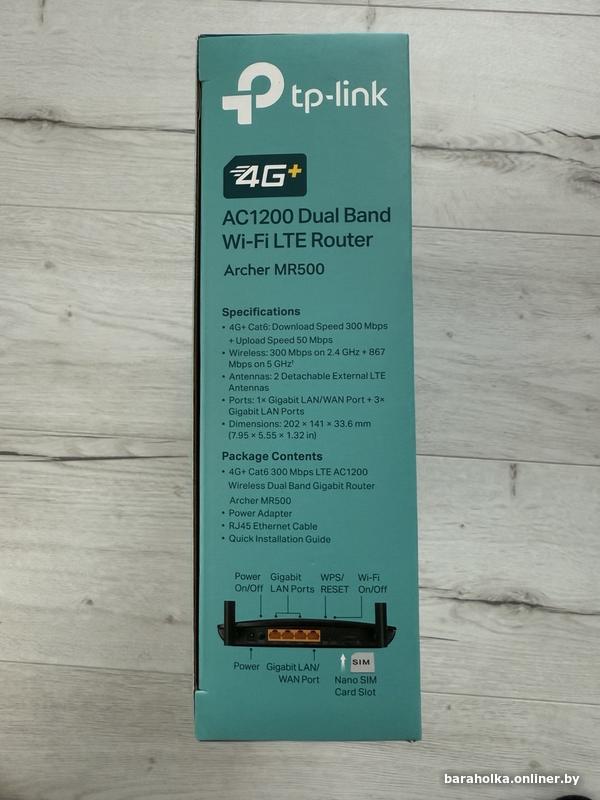 tp-link
4G+
AC1200 Dual Band
Wi-Fi LTE Router
Archer MR500
Specifications
• 4G+ Cat6: Download Speed 300 Mbps
+ Upload Speed 50 Mbps
• Wireless: 300 Mbps on 2.4 GHz + 867
Mbps on 5 GHz†
• Antennas: 2 Detachable External LTE
Antennas
• Ports: 1× Gigabit LAN/WAN Port + 3×
Gigabit LAN Ports
• Dimensions: 202 × 141 × 33.6 mm
(7.95 × 5.55 × 1.32 in)
Package Contents
• 4G+ Cat6 300 Mbps LTE AC1200
Wireless Dual Band Gigabit Router
Archer MR500
• Power Adapter
• RJ45 Ethernet Cable
• Quick Installation Guide
Power Gigabit WPS/ Wi-Fi
On/Off LAN Ports RESET On/Off
SIM
Power Gigabit LAN/
WAN Port Nano SIM
Card Slot
baraholka.onliner.by